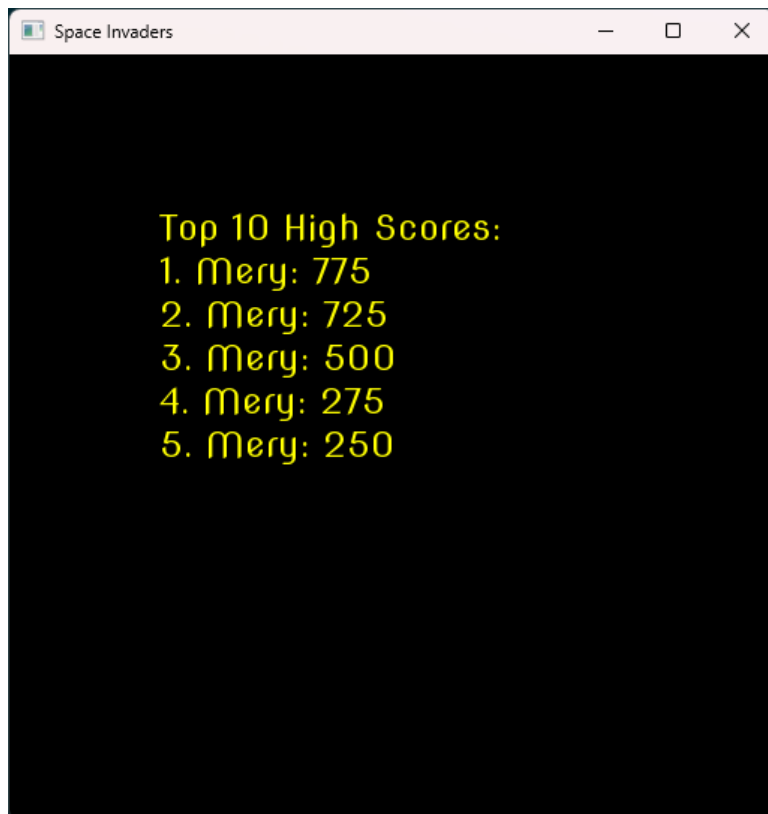 Space Invaders
Top 10 High Scores:
1. Mery: 775
2. Mery: 725
3. Mery: 500
4. Mery: 275
5. Mery: 250